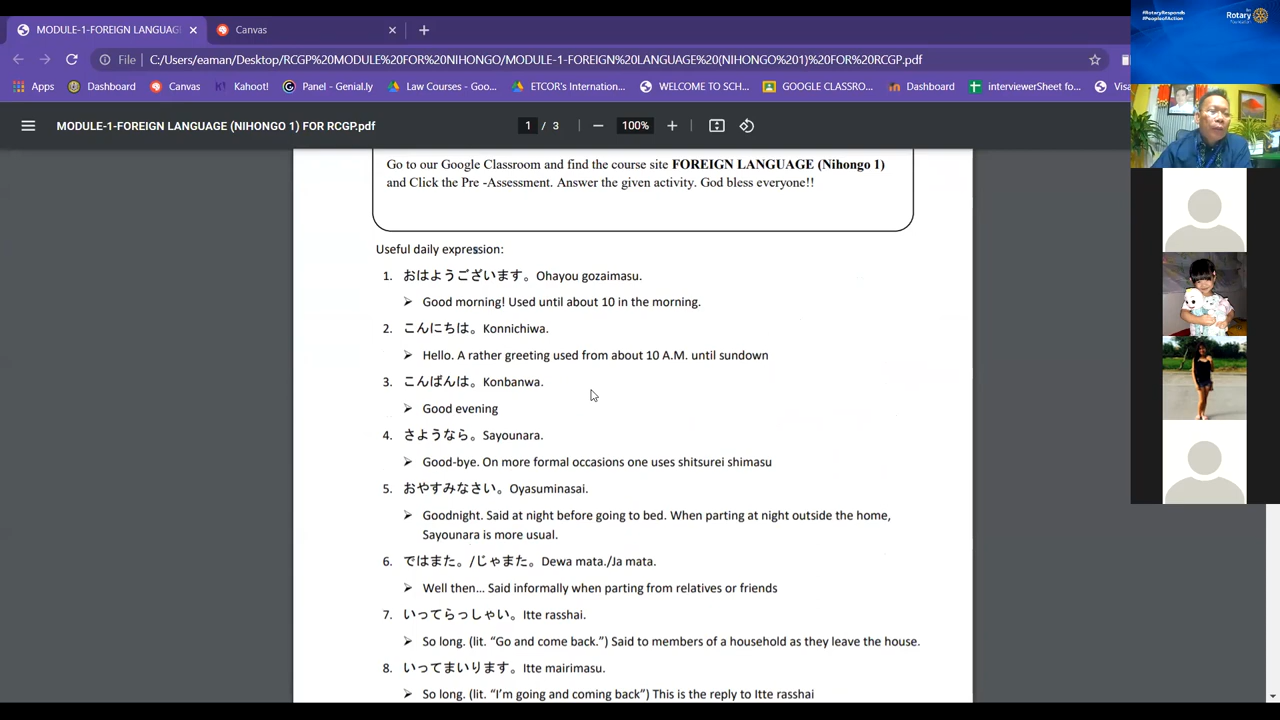 MODULE-1-FOREIGN LANGUAG
Canvas
File
C:/Users/eaman/Desktop/RCGP%20MODULE%20FOR%20NIHONGO/MODULE-1-FOREIGN%20LANGUAGE%20(NIHONGO%201)%20FOR%20RCGP.pdf
Apps Dashboard Canvas Kahoot! Panel - Genial.ly Law Courses - Goo... ETCOR's Internation... WELCOME TO SCH... GOOGLE CLASSRO... Dashboard interviewerSheet fo... Visa
MODULE-1-FOREIGN LANGUAGE (NIHONGO 1) FOR RCGP.pdf
1 / 3
100%
Go to our Google Classroom and find the course site FOREIGN LANGUAGE (Nihongo 1)
and Click the Pre -Assessment. Answer the given activity. God bless everyone!!
Useful daily expression:
1. おはようございます。Ohayou gozaimasu.
➢ Good morning! Used until about 10 in the morning.
2. こんにちは。Konnichiwa.
➢ Hello. A rather greeting used from about 10 A.M. until sundown
3. こんばんは。Konbanwa.
➢ Good evening
4. さようなら。Sayounara.
➢ Good-bye. On more formal occasions one uses shitsurei shimasu
5. おやすみなさい。Oyasuminasai.
➢ Goodnight. Said at night before going to bed. When parting at night outside the home,
Sayounara is more usual.
6. ではまた。/じゃまた。Dewa mata./Ja mata.
➢ Well then... Said informally when parting from relatives or friends
7. いってらっしゃい。Itte rasshai.
➢ So long. (lit. “Go and come back.”) Said to members of a household as they leave the house.
8. いってまいります。Itte mairimasu.
➢ So long. (lit. “I’m going and coming back”) This is the reply to Itte rasshai
#RotaryResponds
#PeopleofAction
Rotary